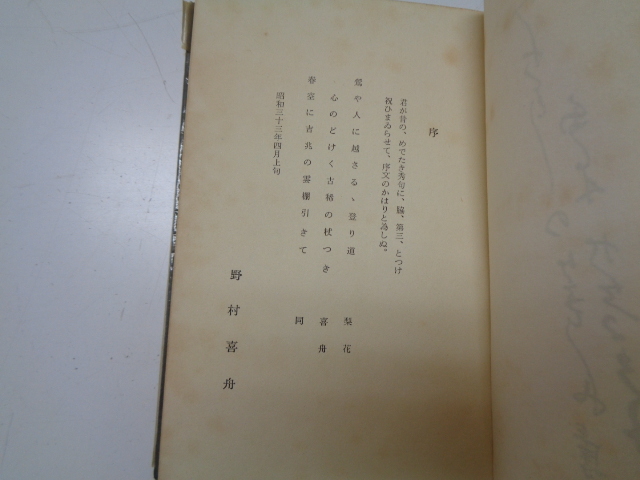 序
君が昔の、めでたき秀句に、脇、第三、とつけ
祝ひまゐらせて、序文のかはりと為しぬ。
鶯や人に越さるゝ登り道 梨花
心のどけく古稀の杖つき 喜舟
春空に吉兆の雲棚引きて 同
昭和三十三年四月上旬
野村喜舟